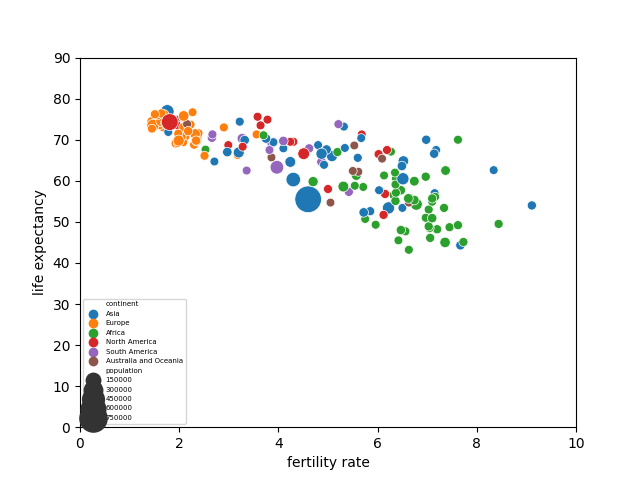 90
80
70
60
50
40
30
20
10
0
life expectancy
continent
Asia
Europe
Africa
North America
South America
Australia and Oceania
population
150000
300000
450000
600000
750000
0 2 4 6 8 10
fertility rate